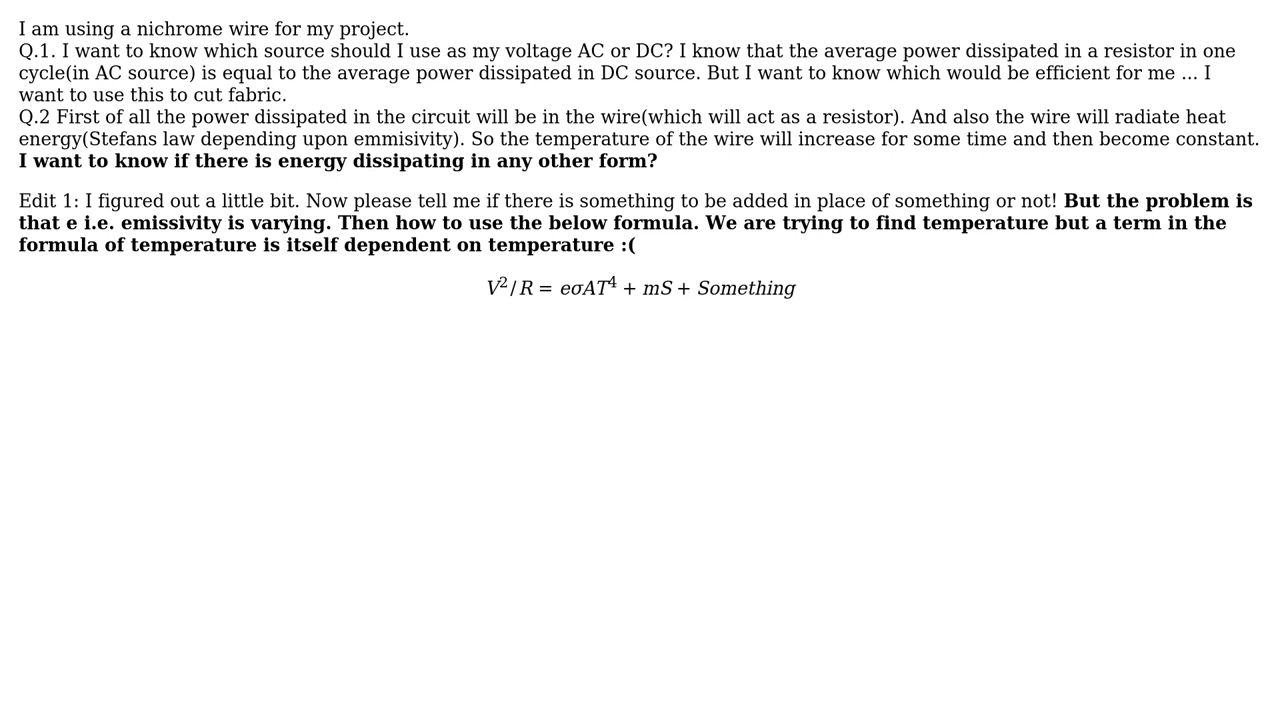 I am using a nichrome wire for my project.
Q.1. I want to know which source should I use as my voltage AC or DC? I know that the average power dissipated in a resistor in one
cycle(in AC source) is equal to the average power dissipated in DC source. But I want to know which would be efficient for me ... I
want to use this to cut fabric.
Q.2 First of all the power dissipated in the circuit will be in the wire(which will act as a resistor). And also the wire will radiate heat
energy(Stefans law depending upon emmisivity). So the temperature of the wire will increase for some time and then become constant.
I want to know if there is energy dissipating in any other form?
Edit 1: I figured out a little bit. Now please tell me if there is something to be added in place of something or not! But the problem is
that e i.e. emissivity is varying. Then how to use the below formula. We are trying to find temperature but a term in the
formula of temperature is itself dependent on temperature :(
V²/R = eσAT⁴ + mS + Something